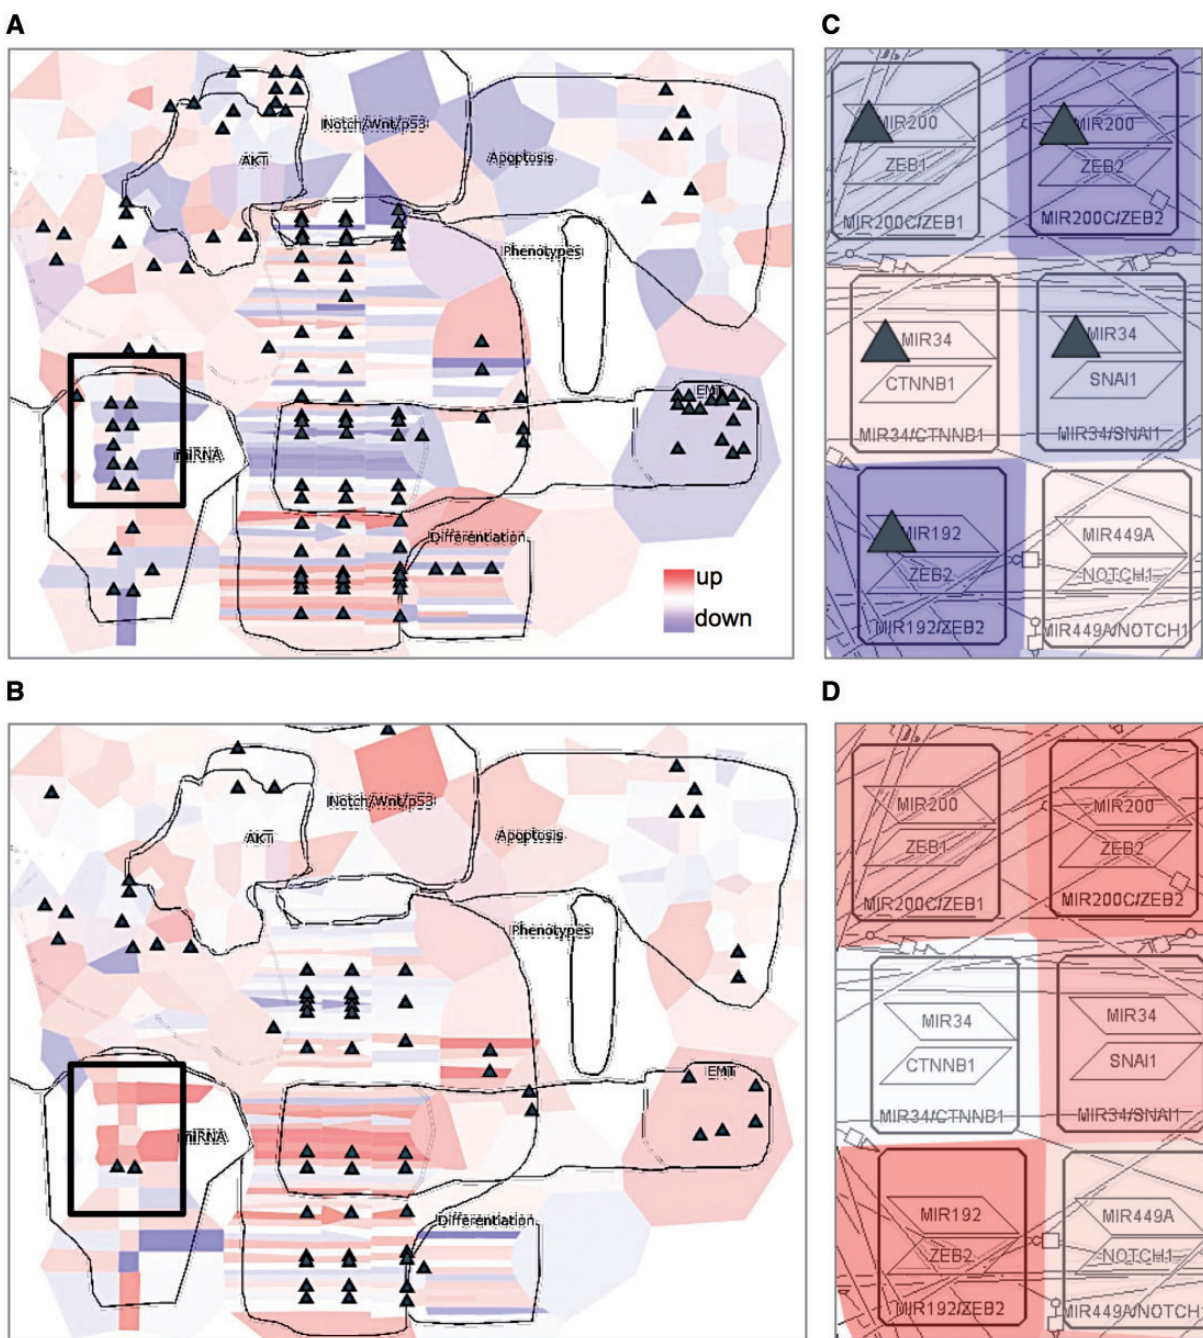 A
Notch/Wnt/p53
AKT
Apoptosis
Phenotypes
EMT
miRNA
Differentiation
up
down
C
MIR200
ZEB1
MIR200C/ZEB1
MIR200
ZEB2
MIR200C/ZEB2
MIR34
CTNNB1
MIR34/CTNNB1
MIR34
SNAI1
MIR34/SNAI1
MIR192
ZEB2
MIR192/ZEB2
MIR449A
NOTCH1
MIR449A/NOTCH1
B
Notch/Wnt/p53
AKT
Apoptosis
Phenotypes
EMT
miRNA
Differentiation
D
MIR200
ZEB1
MIR200C/ZEB1
MIR200
ZEB2
MIR200C/ZEB2
MIR34
CTNNB1
MIR34/CTNNB1
MIR34
SNAI1
MIR34/SNAI1
MIR192
ZEB2
MIR192/ZEB2
MIR449A
NOTCH1
MIR449A/NOTCH1